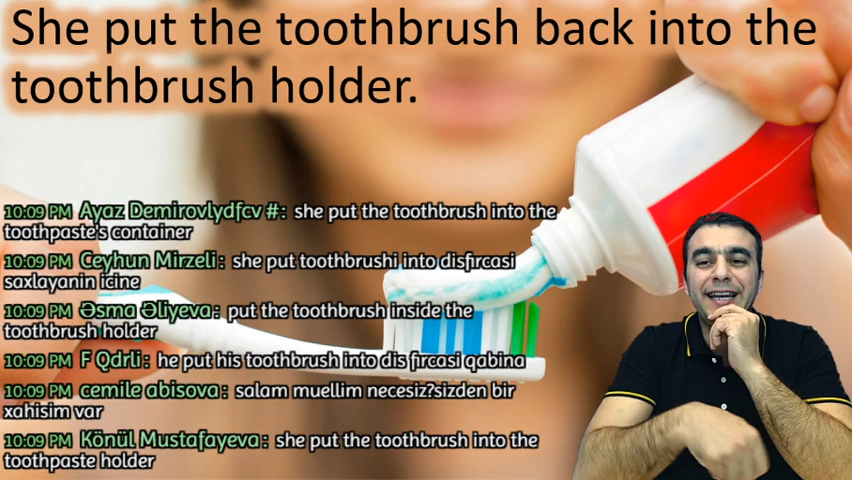 She put the toothbrush back into the
toothbrush holder.
10:09 PM Ayaz Demirovlydfcv #: she put the toothbrush into the
toothpaste's container
10:09 PM Ceyhun Mirzeli: she put toothbrushi into disfircasi
saxlayanin icine
10:09 PM Əsma Əliyeva: put the toothbrush inside the
toothbrush holder
10:09 PM F Qdrli: he put his toothbrush into dis fircasi qabina
10:09 PM cemile abisova: salam muellim necesiz?sizden bir
xahisim var
10:09 PM Könül Mustafayeva: she put the toothbrush into the
toothpaste holder